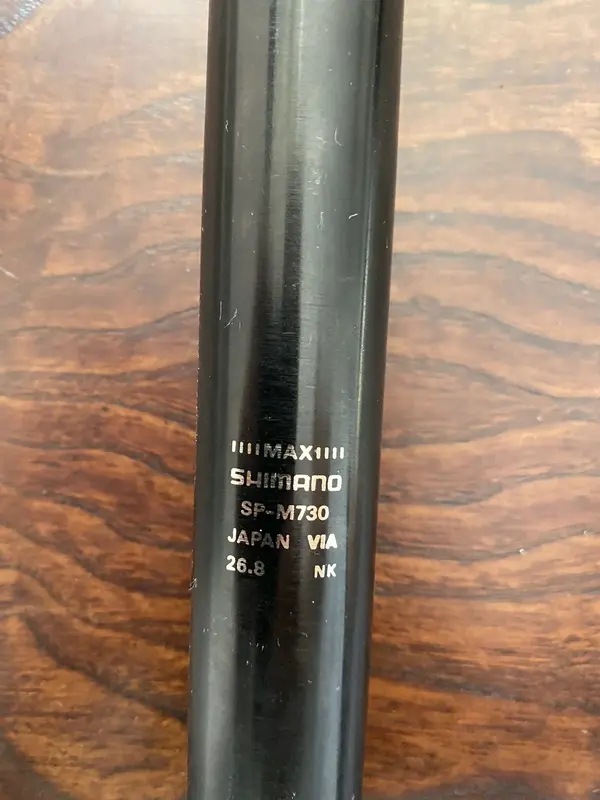 IIIIMAXIIII
SHIMANO
SP-M730
JAPAN VIA
26.8 NK